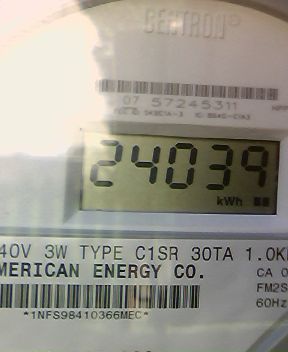 CENTRON®
07 57245311
24039
kWh
40V 3W TYPE C1SR 30TA 1.0K
MERICAN ENERGY CO.
CA 0
FM2S
60Hz
*1NFS98410366MEC*